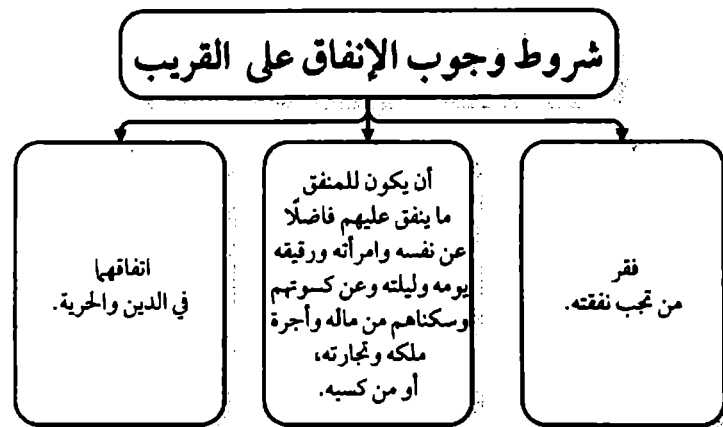 شروط وجوب الإنفاق على القريب
فقر
من تجب نفقته.
أن يكون للمنفق
ما ينفق عليهم فاضلًا
عن نفسه وامرأته ورقيقه
يومه وليلته وعن كسوتهم
وسكناهم من ماله وأجرة
ملكه وتجارته،
أو من كسبه.
اتفاقهما
في الدين والحرية.